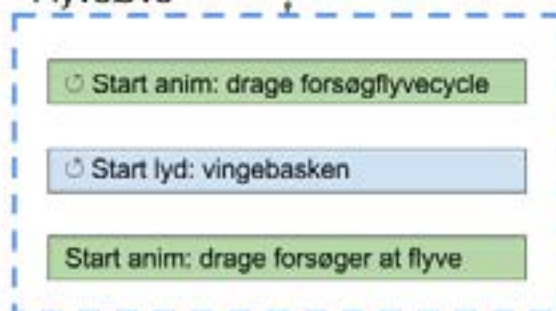 ↻ Start anim: drage forsøgflyvecycle
↻ Start lyd: vingebasken
Start anim: drage forsøger at flyve